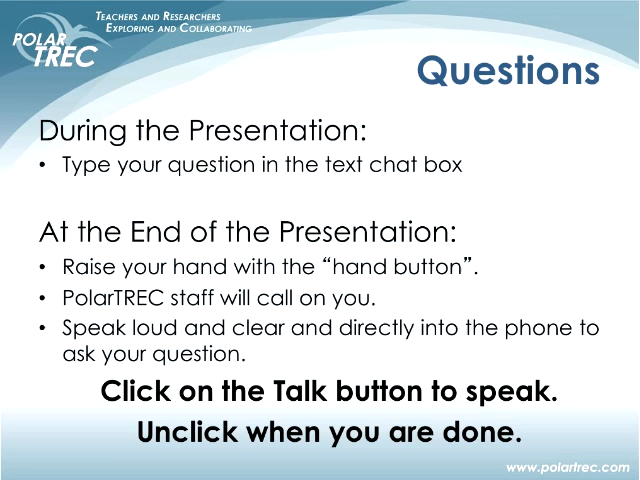 TEACHERS AND RESEARCHERS
EXPLORING AND COLLABORATING
POLAR
TREC
Questions
During the Presentation:
• Type your question in the text chat box
At the End of the Presentation:
• Raise your hand with the “hand button”.
• PolarTREC staff will call on you.
• Speak loud and clear and directly into the phone to
ask your question.
Click on the Talk button to speak.
Unclick when you are done.
www.polartrec.com